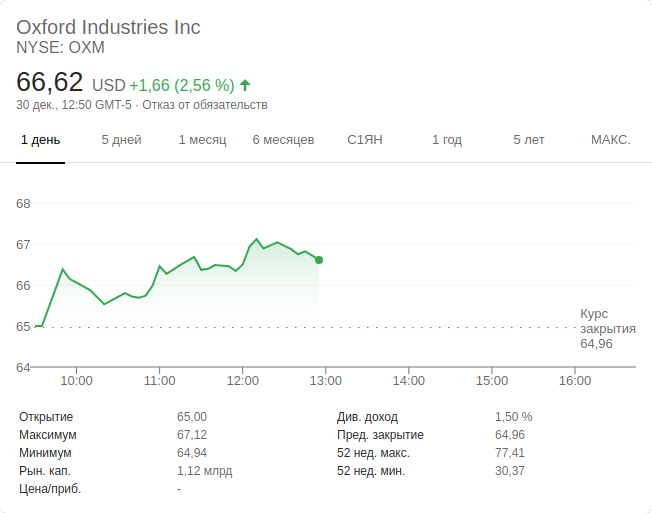 Oxford Industries Inc
NYSE: OXM
66,62 USD +1,66 (2,56 %)
30 дек., 12:50 GMT-5 · Отказ от обязательств
1 день 5 дней 1 месяц 6 месяцев С1ЯН 1 год 5 лет МАКС.
68
67
66
65
64
Курс
закрытия
64,96
10:00 11:00 12:00 13:00 14:00 15:00 16:00
Открытие 65,00 Див. доход 1,50 %
Максимум 67,12 Пред. закрытие 64,96
Минимум 64,94 52 нед. макс. 77,41
Рын. кап. 1,12 млрд 52 нед. мин. 30,37
Цена/приб. -